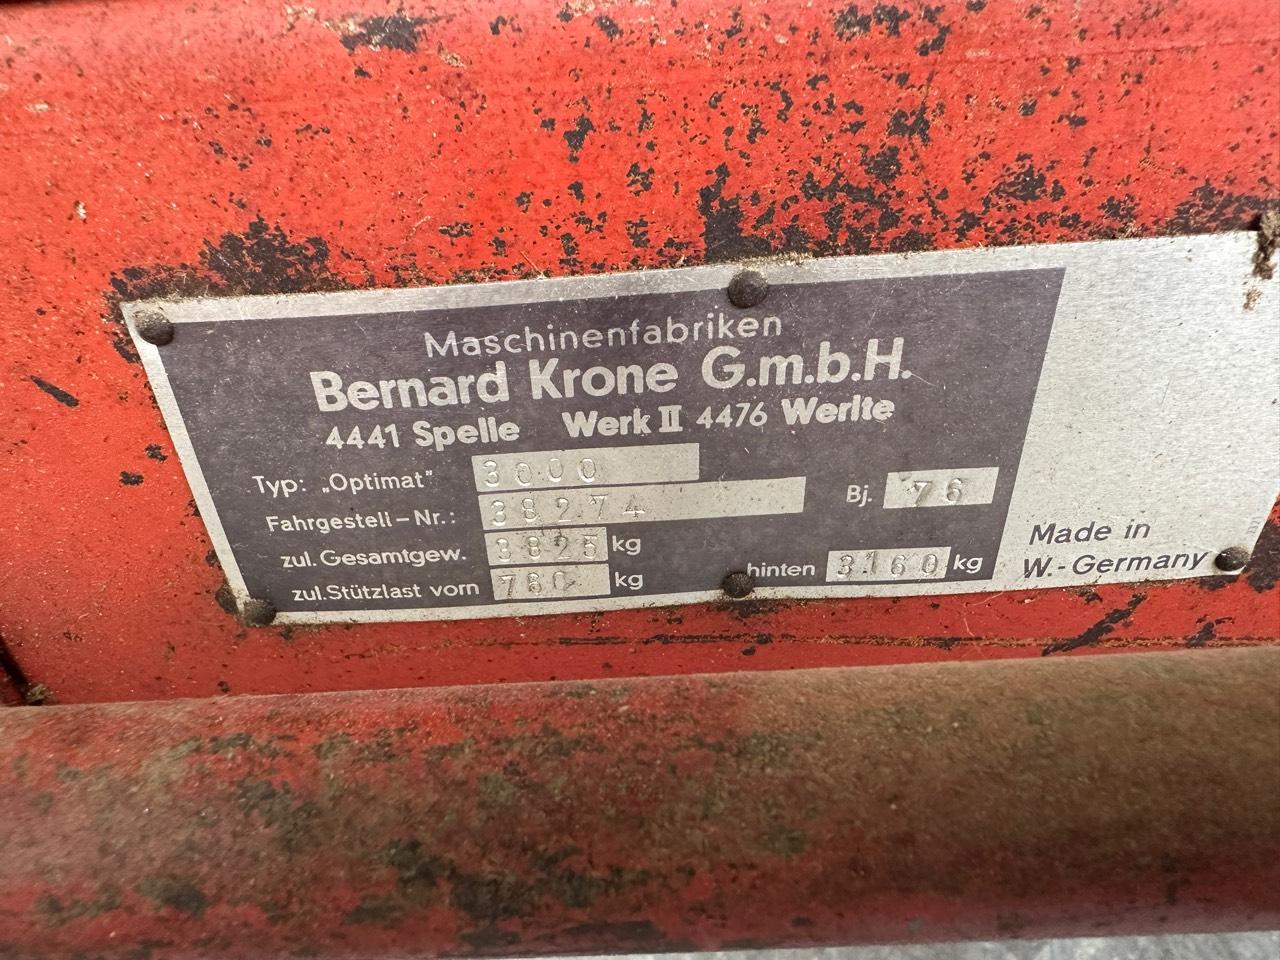 Maschinenfabriken
Bernard Krone G.m.b.H.
4441 Spelle Werk II 4476 Werlte
Typ: „Optimat" 3000
Fahrgestell-Nr.: 38274 Bj. 76
zul. Gesamtgew. 3825 kg
zul. Stützlast vorn 780 kg hinten 3160 kg
Made in
W.-Germany